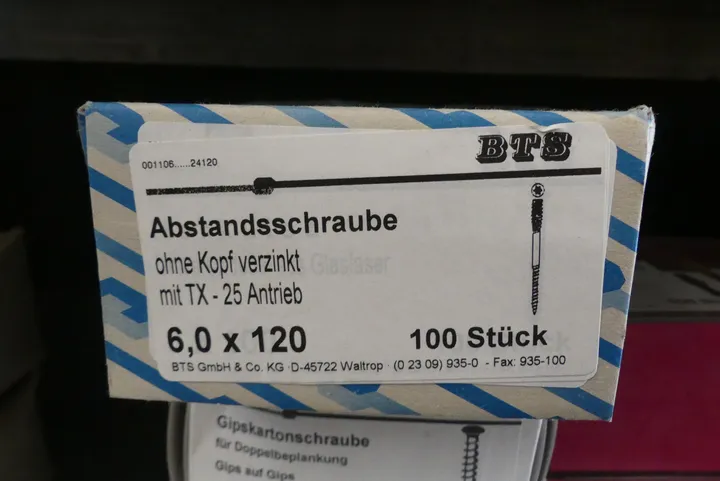 BTS
001106......24120
Abstandsschraube
ohne Kopf verzinkt
mit TX - 25 Antrieb
6,0 x 120 100 Stück
BTS GmbH & Co. KG · D-45722 Waltrop · (0 23 09) 935-0 - Fax: 935-100
Gipskartonschraube
für Doppelbeplankung
Gips auf Gips